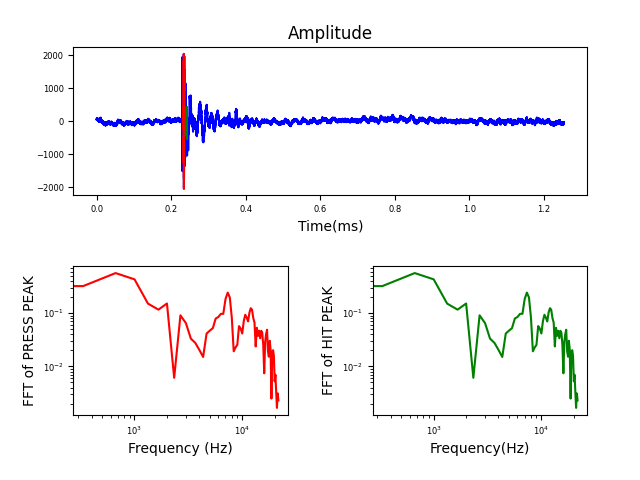 Amplitude
2000
1000
0
−1000
−2000
0.0 0.2 0.4 0.6 0.8 1.0 1.2
Time(ms)
FFT of PRESS PEAK
10⁻¹
10⁻²
10³ 10⁴
Frequency (Hz)
FFT of HIT PEAK
10⁻¹
10⁻²
10³ 10⁴
Frequency(Hz)